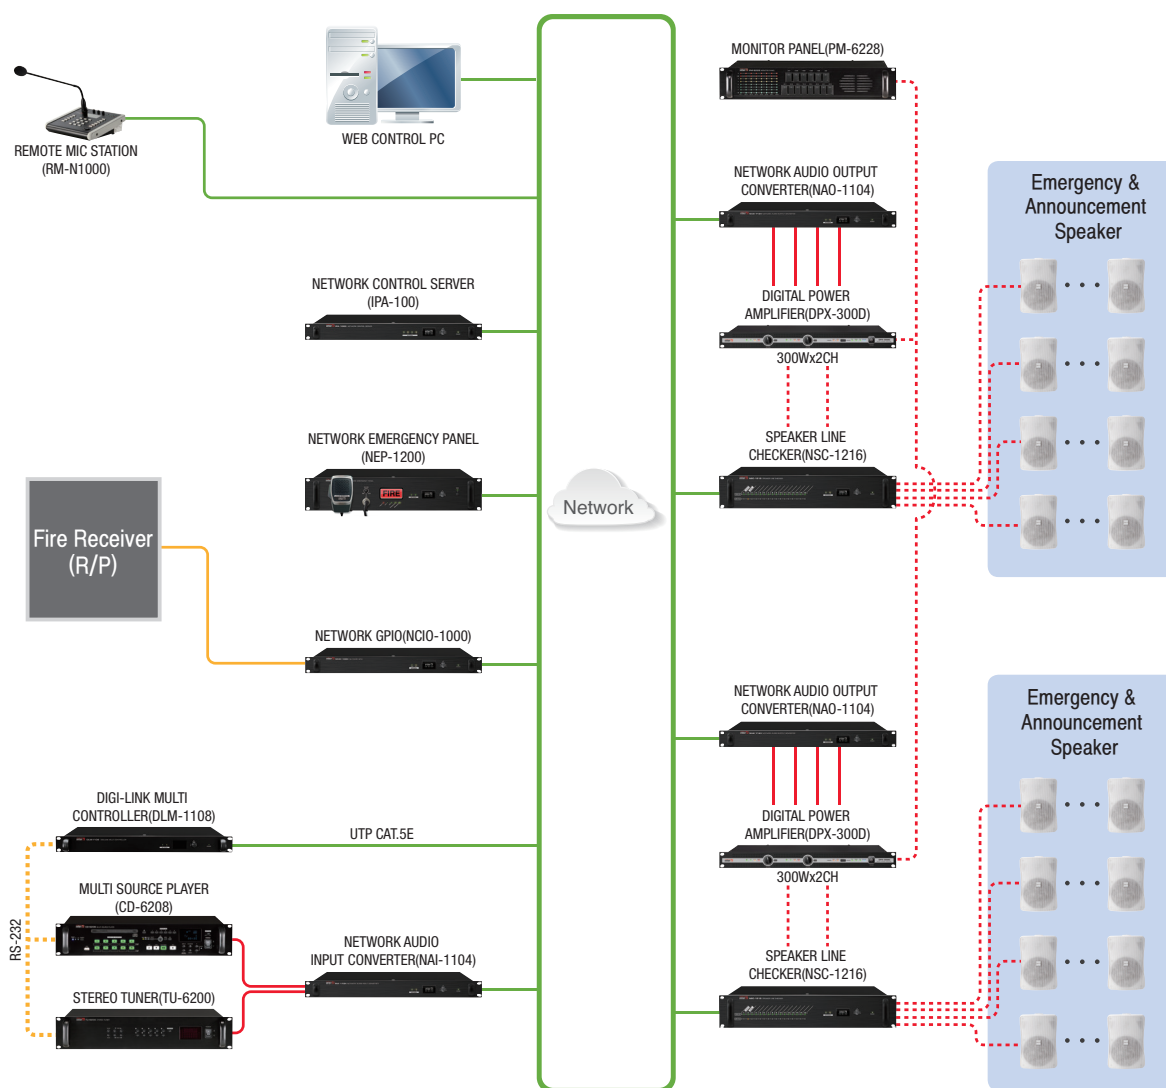 REMOTE MIC STATION
(RM-N1000)
WEB CONTROL PC
NETWORK CONTROL SERVER
(IPA-100)
NETWORK EMERGENCY PANEL
(NEP-1200)
FIRE
Fire Receiver
(R/P)
NETWORK GPIO(NCIO-1000)
DIGI-LINK MULTI
CONTROLLER(DLM-1108)
UTP CAT.5E
RS-232
MULTI SOURCE PLAYER
(CD-6208)
NETWORK AUDIO
INPUT CONVERTER(NAI-1104)
STEREO TUNER(TU-6200)
Network
MONITOR PANEL(PM-6228)
NETWORK AUDIO OUTPUT
CONVERTER(NAO-1104)
DIGITAL POWER
AMPLIFIER(DPX-300D)
300Wx2CH
SPEAKER LINE
CHECKER(NSC-1216)
Emergency &
Announcement
Speaker
NETWORK AUDIO OUTPUT
CONVERTER(NAO-1104)
DIGITAL POWER
AMPLIFIER(DPX-300D)
300Wx2CH
SPEAKER LINE
CHECKER(NSC-1216)
Emergency &
Announcement
Speaker